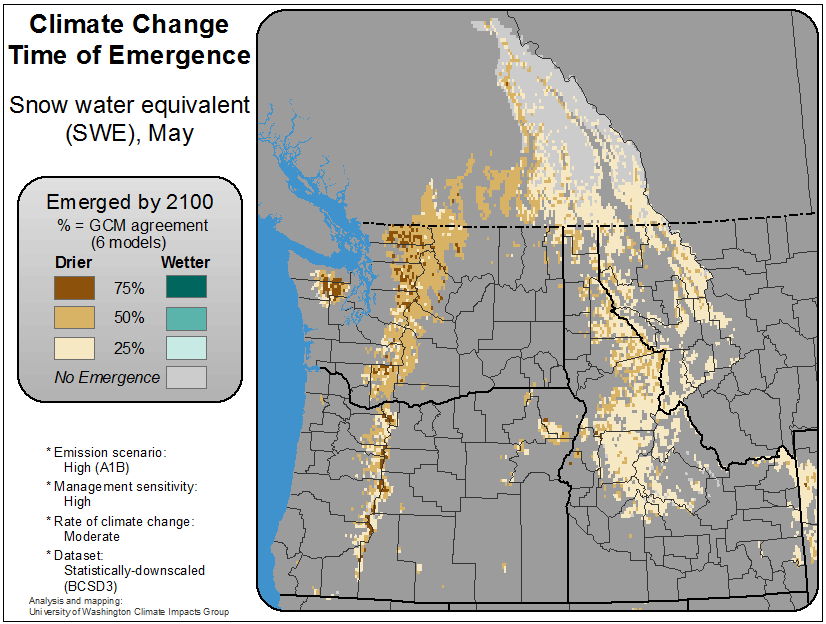 Climate Change
Time of Emergence
Snow water equivalent
(SWE), May
Emerged by 2100
% = GCM agreement
(6 models)
Drier Wetter
75%
50%
25%
No Emergence
* Emission scenario:
High (A1B)
* Management sensitivity:
High
* Rate of climate change:
Moderate
* Dataset:
Statistically-downscaled
(BCSD3)
Analysis and mapping:
University of Washington Climate Impacts Group